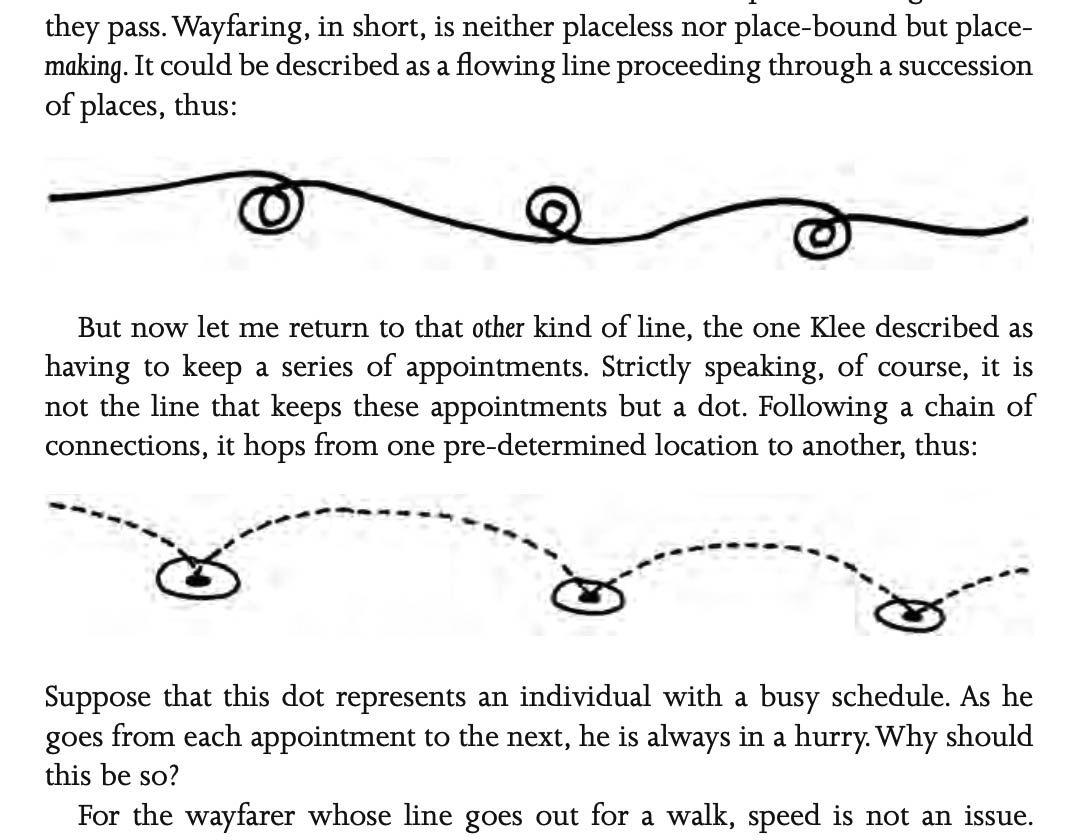 they pass. Wayfaring, in short, is neither placeless nor place-bound but place-
making. It could be described as a flowing line proceeding through a succession
of places, thus:
But now let me return to that other kind of line, the one Klee described as
having to keep a series of appointments. Strictly speaking, of course, it is
not the line that keeps these appointments but a dot. Following a chain of
connections, it hops from one pre-determined location to another, thus:
Suppose that this dot represents an individual with a busy schedule. As he
goes from each appointment to the next, he is always in a hurry. Why should
this be so?
For the wayfarer whose line goes out for a walk, speed is not an issue.